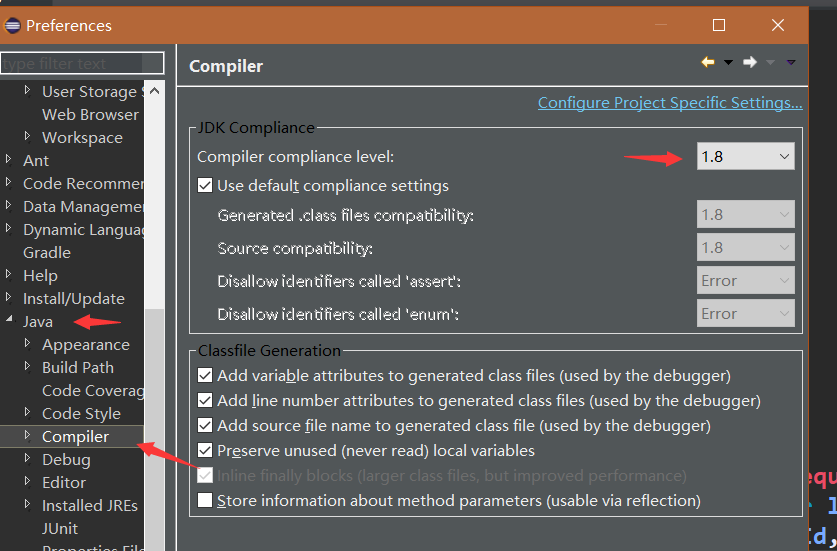 Preferences
type filter text
User Storage S
Web Browser
Workspace
Ant
Code Recommer
Data Manageme
Dynamic Languag
Gradle
Help
Install/Update
Java
Appearance
Build Path
Code Coverag
Code Style
Compiler
Debug
Editor
Installed JREs
JUnit
Properties File
Compiler
Configure Project Specific Settings...
JDK Compliance
Compiler compliance level: 1.8
Use default compliance settings
Generated .class files compatibility: 1.8
Source compatibility: 1.8
Disallow identifiers called 'assert': Error
Disallow identifiers called 'enum': Error
Classfile Generation
Add variable attributes to generated class files (used by the debugger)
Add line number attributes to generated class files (used by the debugger)
Add source file name to generated class file (used by the debugger)
Preserve unused (never read) local variables
Inline finally blocks (larger class files, but improved performance)
Store information about method parameters (usable via reflection)
equ